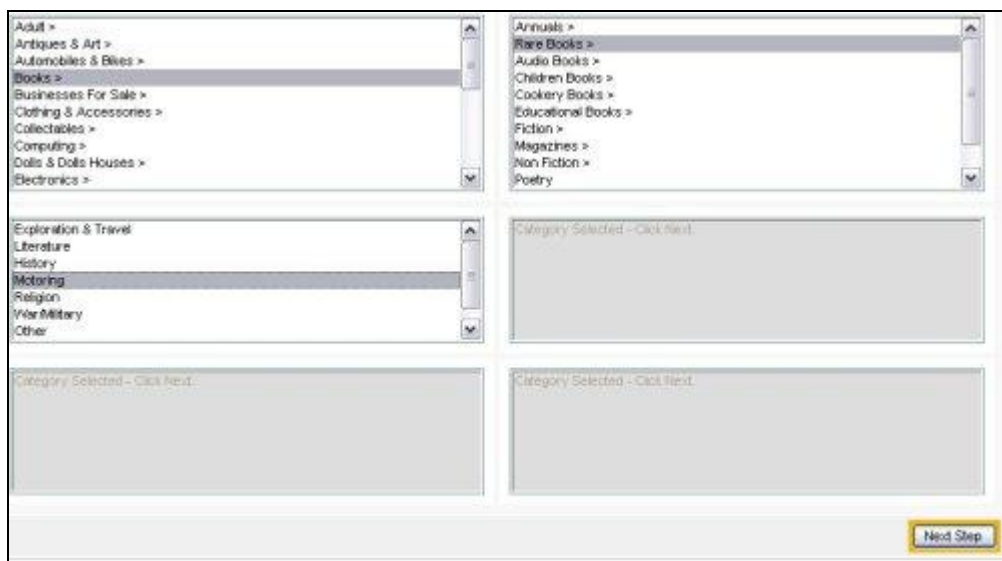 Adult >
Antiques & Art >
Automobiles & Bikes >
Books >
Businesses For Sale >
Clothing & Accessories >
Collectables >
Computing >
Dolls & Dolls Houses >
Electronics >
Annuals >
Rare Books >
Audio Books >
Children Books >
Cookery Books >
Educational Books >
Fiction >
Magazines >
Non Fiction >
Poetry
Exploration & Travel
Literature
History
Motoring
Religion
War/Military
Other
Category Selected - Click Next.
Category Selected - Click Next.
Category Selected - Click Next.
Next Step